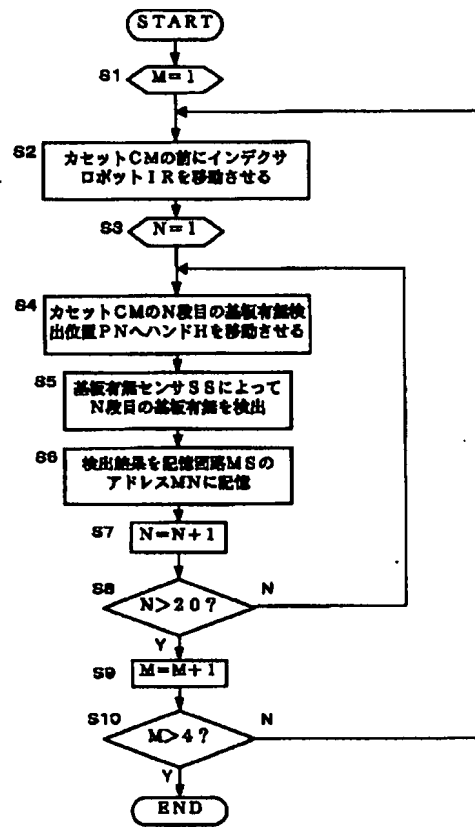 START
S1
M=1
S2
カセットCMの前にインデクサ
ロボットIRを移動させる
S3
N=1
S4
カセットCMのN段目の基板有無検
出位置PNへハンドHを移動させる
S5
基板有無センサSSによって
N段目の基板有無を検出
S6
検出結果を記憶回路MSの
アドレスMNに記憶
S7
N=N+1
S8
N>20?
N
Y
S9
M=M+1
S10
M>4?
N
Y
END